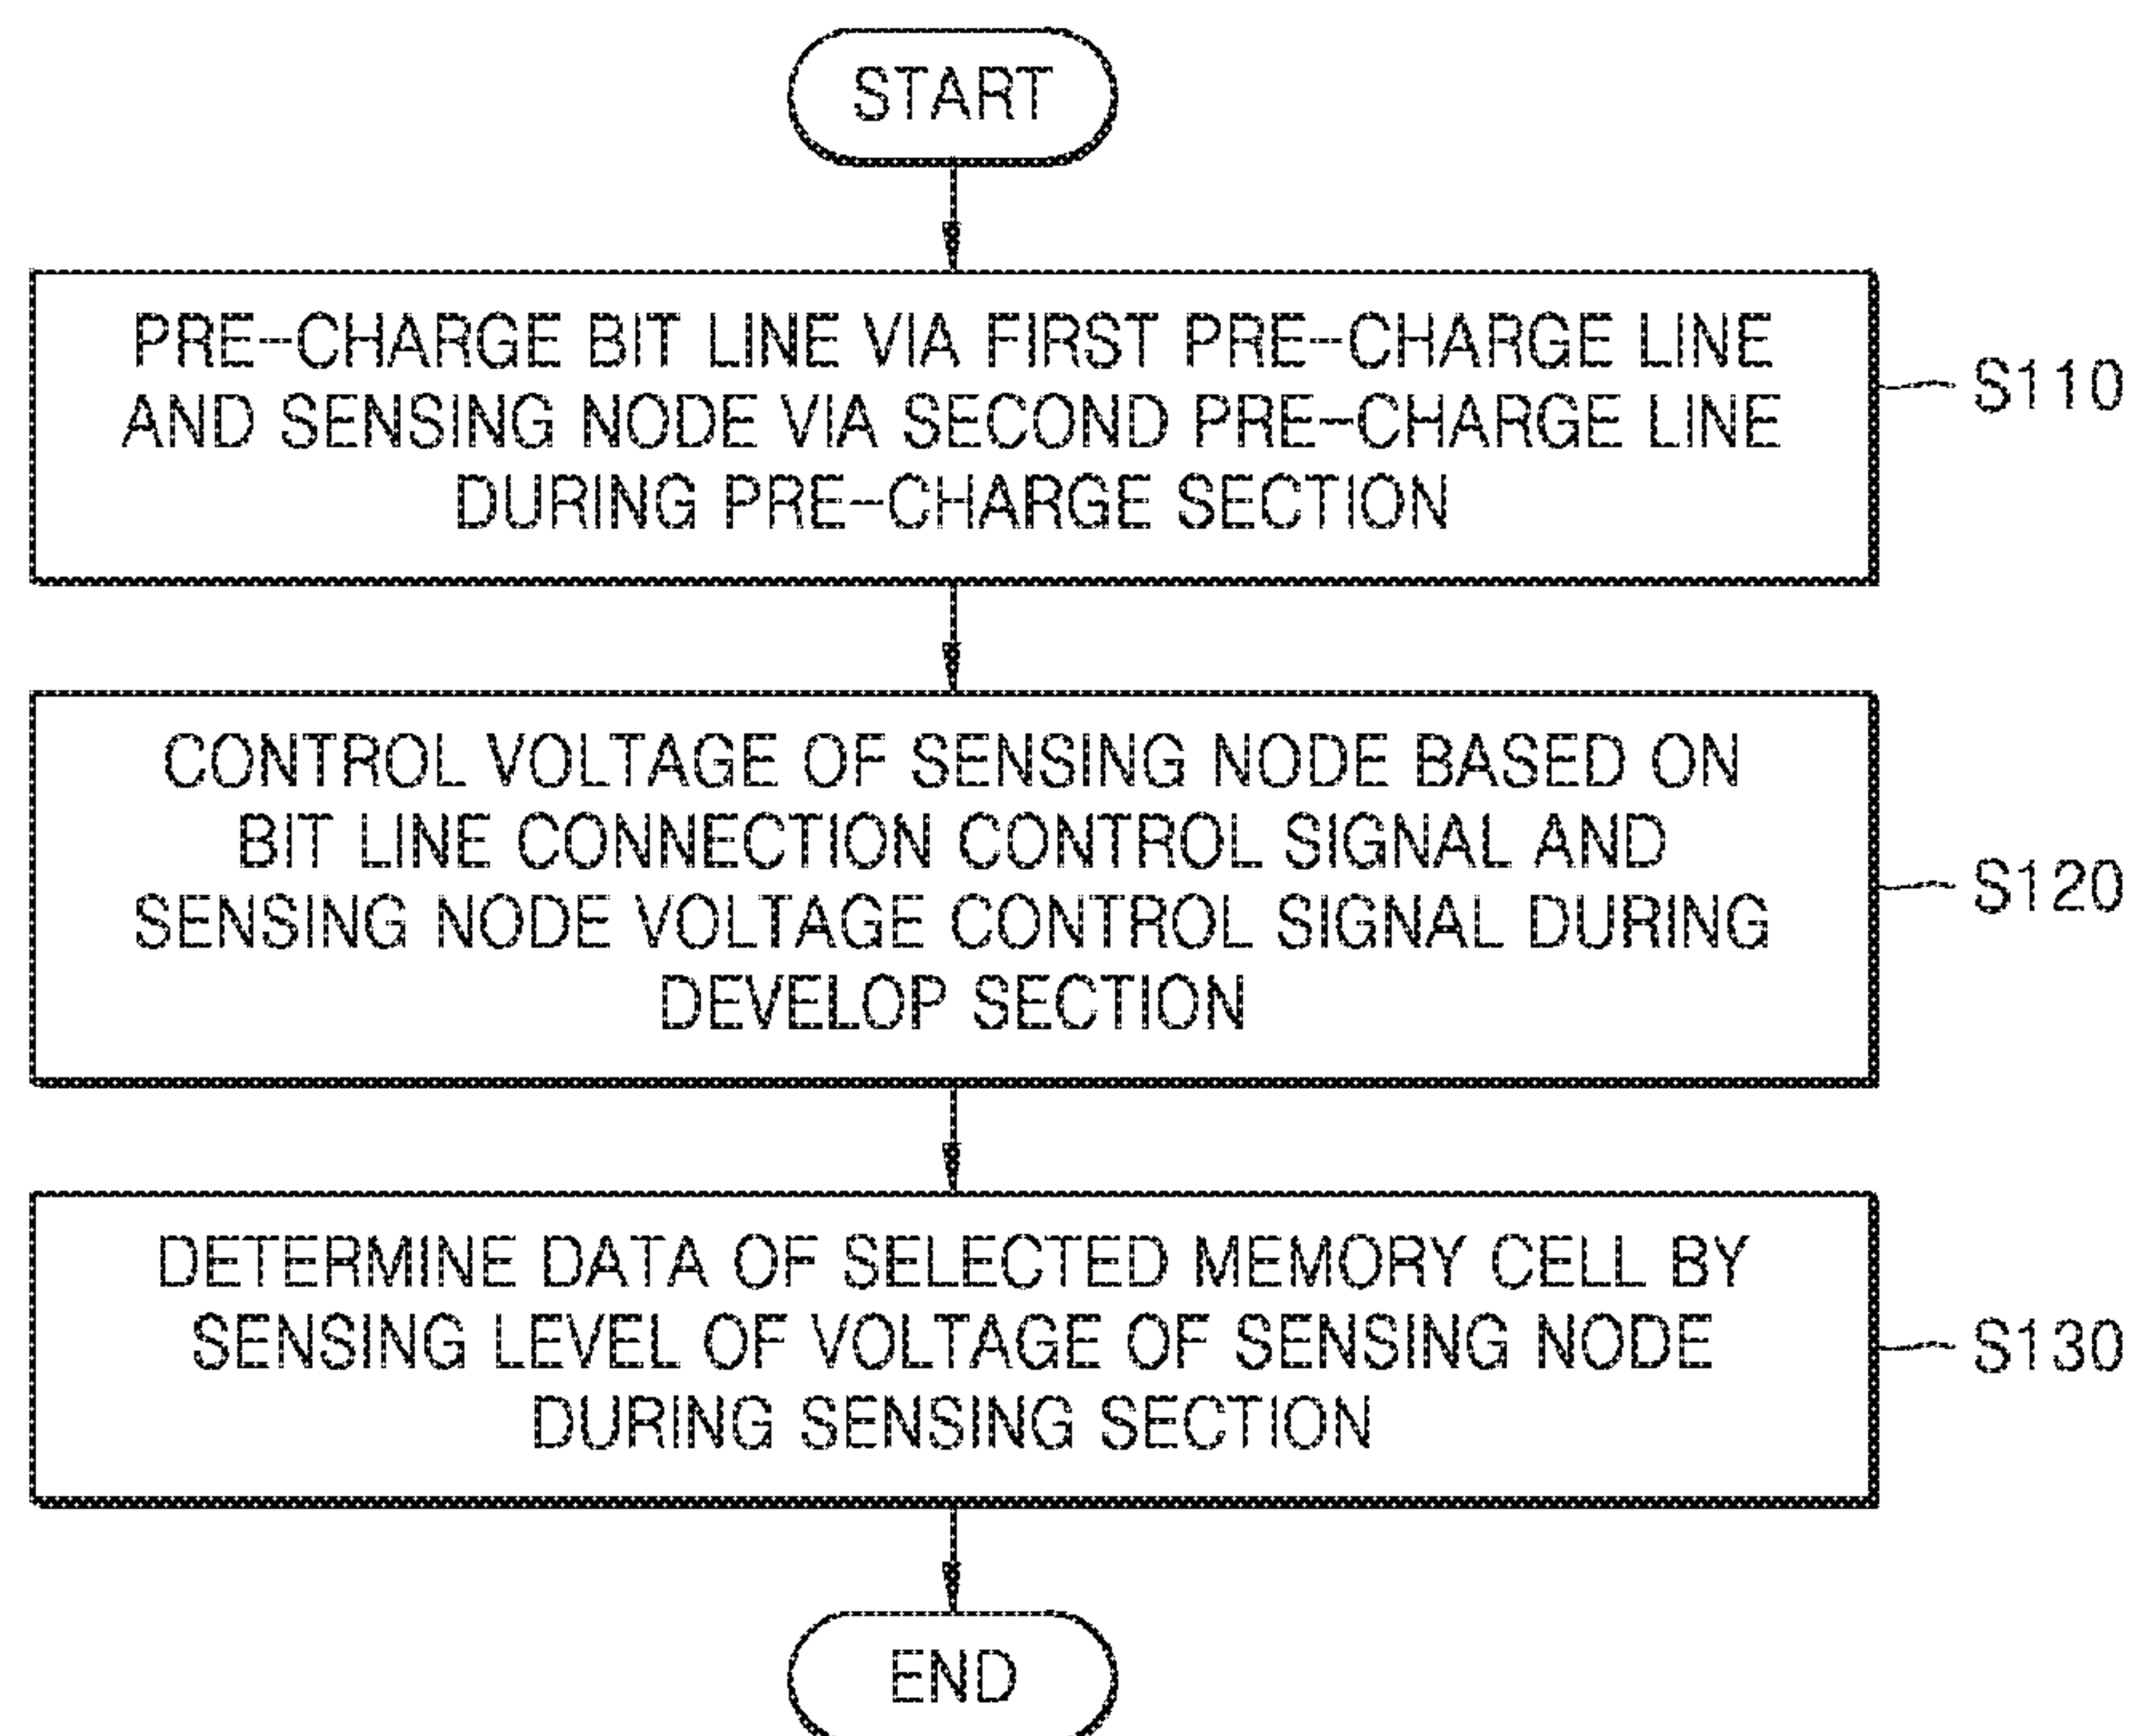 START
PRE-CHARGE BIT LINE VIA FIRST PRE-CHARGE LINE
AND SENSING NODE VIA SECOND PRE-CHARGE LINE
DURING PRE-CHARGE SECTION
S110
CONTROL VOLTAGE OF SENSING NODE BASED ON
BIT LINE CONNECTION CONTROL SIGNAL AND
SENSING NODE VOLTAGE CONTROL SIGNAL DURING
DEVELOP SECTION
S120
DETERMINE DATA OF SELECTED MEMORY CELL BY
SENSING LEVEL OF VOLTAGE OF SENSING NODE
DURING SENSING SECTION
S130
END